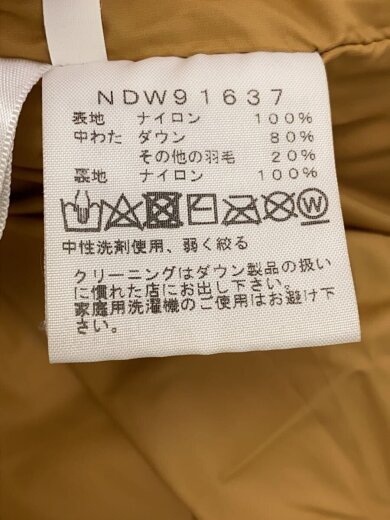 NDW91637
表地 ナイロン 100%
中わた ダウン 80%
その他の羽毛 20%
裏地 ナイロン 100%
W
中性洗剤使用、弱く絞る
クリーニングはダウン製品の扱い
に慣れた店にお出し下さい。
家庭用洗濯機のご使用はお避け下
さい。